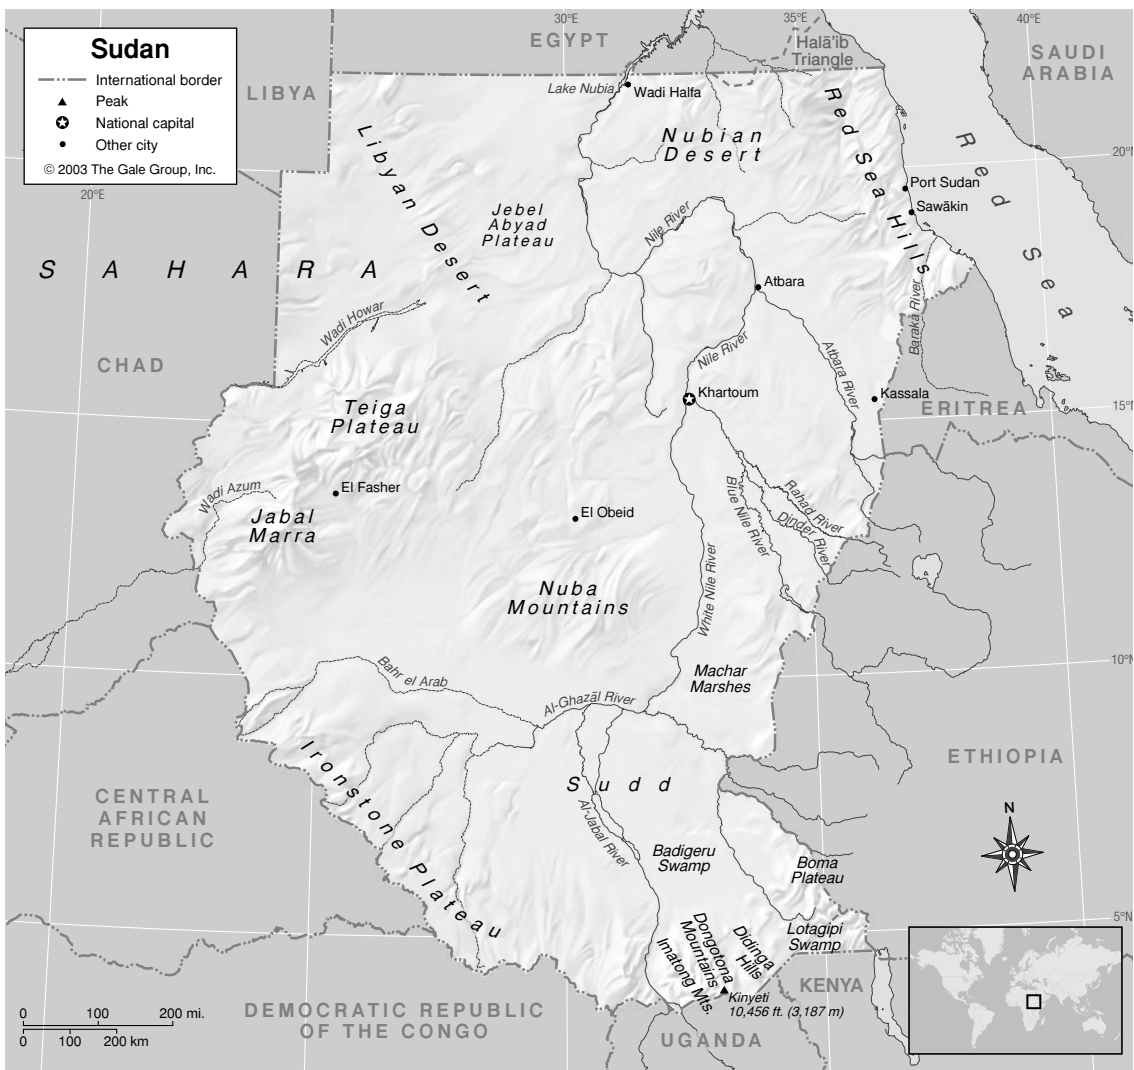 Sudan
International border
Peak
National capital
Other city
© 2003 The Gale Group, Inc.
30°E
35°E
40°E
EGYPT
Halā'ib
Triangle
SAUDI
ARABIA
LIBYA
Lake Nubia
Wadi Halfa
Nubian
Desert
Red Sea Hills
Red Sea
20°N
20°E
Libyan Desert
Port Sudan
Sawākin
Jebel
Abyad
Plateau
Nile River
SAHARA
Atbara
Baraka River
Wadi Howar
Nile River
Atbara River
CHAD
Khartoum
Kassala
ERITREA
15°N
Teiga
Plateau
El Fasher
Wadi Azum
Jabal
Marra
El Obeid
Blue Nile River
Rahad River
Dinder River
White Nile River
Nuba
Mountains
Machar
Marshes
10°N
Bahr el Arab
Al-Ghazāl River
Ironstone Plateau
Sudd
ETHIOPIA
CENTRAL
AFRICAN
REPUBLIC
Al-Jabal River
Badigeru
Swamp
Boma
Plateau
N
5°N
Lotagipi
Swamp
Didinga
Hills
Dongotona
Mountains
Imatong Mts.
Kinyeti
10,456 ft. (3,187 m)
KENYA
UGANDA
DEMOCRATIC REPUBLIC
OF THE CONGO
0 100 200 mi.
0 100 200 km